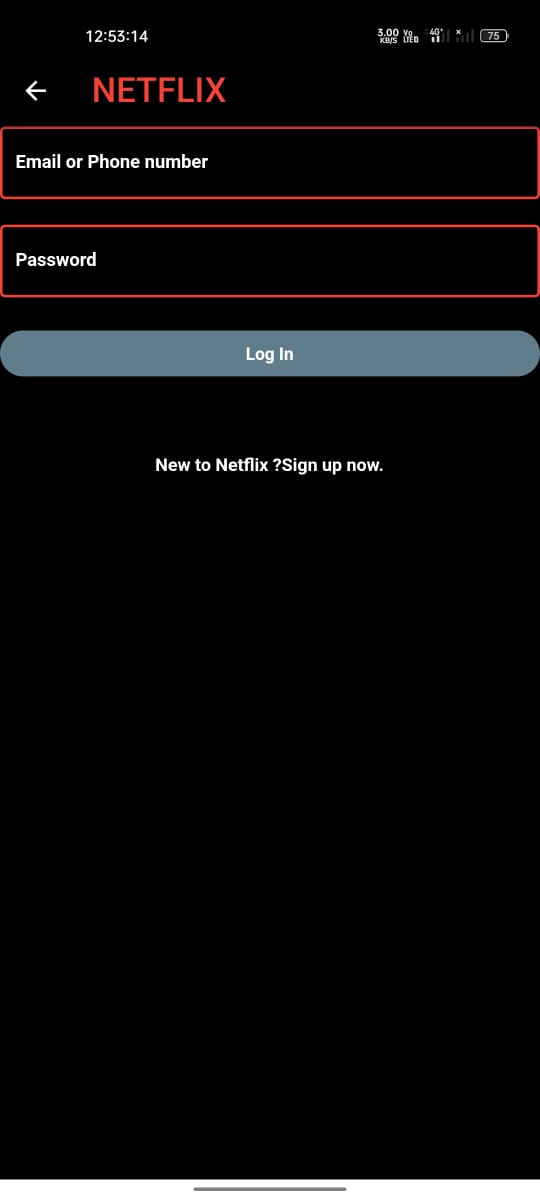 12:53:14 3.00 KB/S Vo LTE D 4G+ 75
NETFLIX
Email or Phone number
Password
Log In
New to Netflix ?Sign up now.